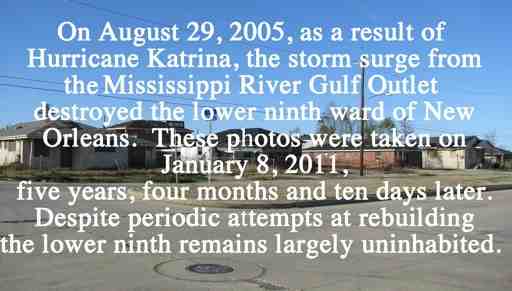 On August 29, 2005, as a result of
Hurricane Katrina, the storm surge from
the Mississippi River Gulf Outlet
destroyed the lower ninth ward of New
Orleans. These photos were taken on
January 8, 2011,
five years, four months and ten days later.
Despite periodic attempts at rebuilding
the lower ninth remains largely uninhabited.